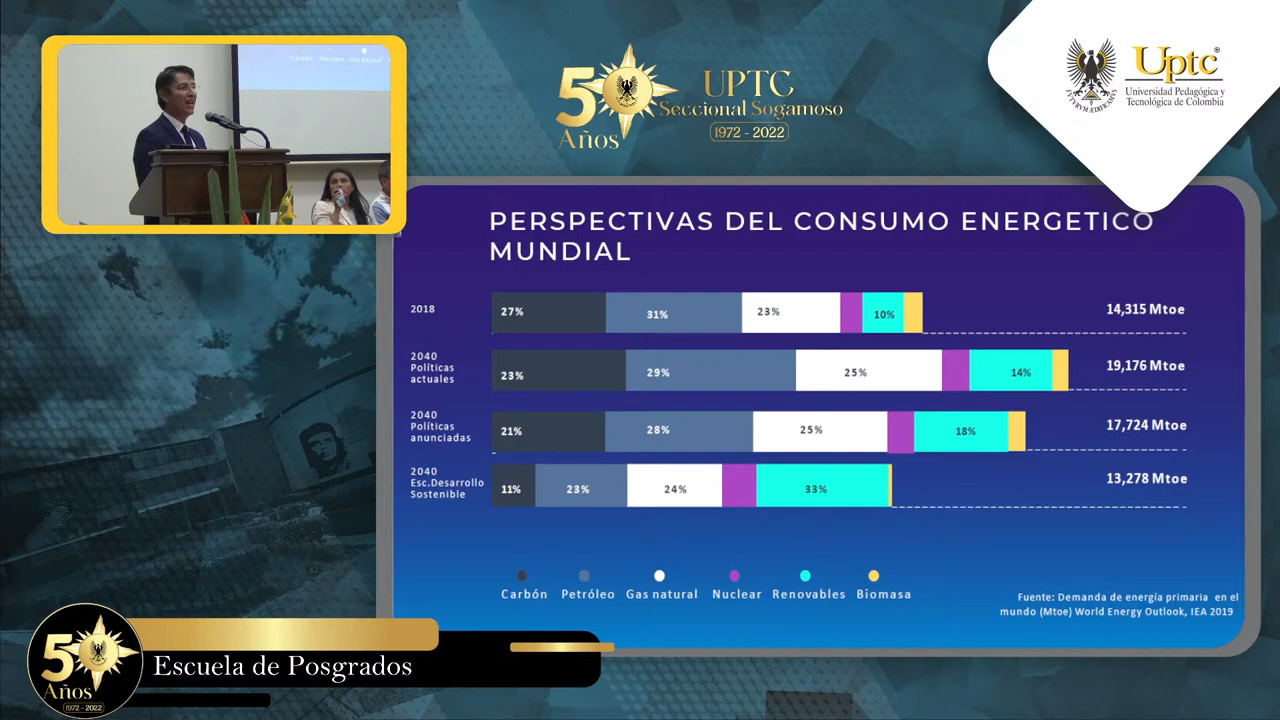 Carbón Petróleo Gas natural
50
Años
UPTC
Seccional Sogamoso
1972 - 2022
Uptc®
Universidad Pedagógica y
Tecnológica de Colombia
PERSPECTIVAS DEL CONSUMO ENERGETICO
MUNDIAL
2018
27% 31% 23% 10%
14,315 Mtoe
2040
Políticas
actuales
23% 29% 25% 14%
19,176 Mtoe
2040
Políticas
anunciadas
21% 28% 25% 18%
17,724 Mtoe
2040
Esc.Desarrollo
Sostenible
11% 23% 24% 33%
13,278 Mtoe
Carbón Petróleo Gas natural Nuclear Renovables Biomasa
Fuente: Demanda de energía primaria en el
mundo (Mtoe) World Energy Outlook, IEA 2019
50
Años
1972 - 2022
Escuela de Posgrados